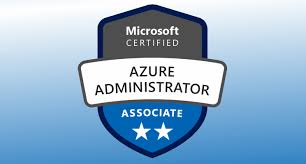 Microsoft
CERTIFIED
AZURE
ADMINISTRATOR
ASSOCIATE